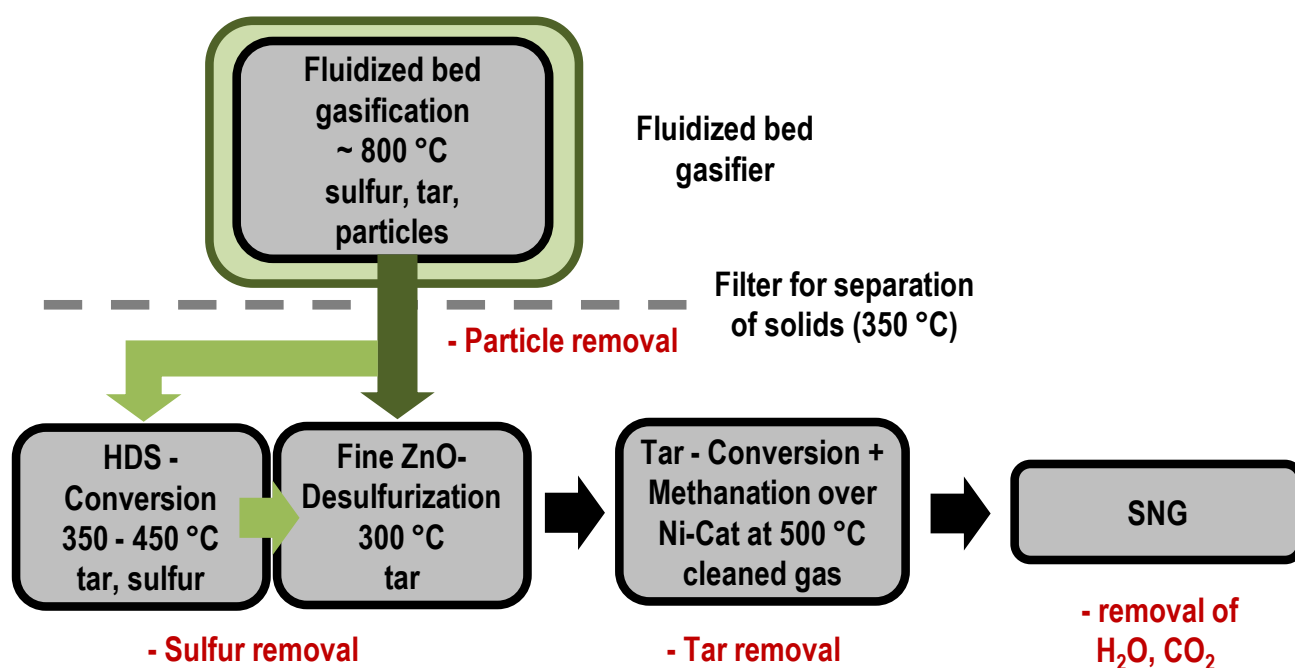 Fluidized bed
gasification
~ 800 °C
sulfur, tar,
particles
Fluidized bed
gasifier
Filter for separation
of solids (350 °C)
- Particle removal
HDS -
Conversion
350 - 450 °C
tar, sulfur
Fine ZnO-
Desulfurization
300 °C
tar
Tar - Conversion +
Methanation over
Ni-Cat at 500 °C
cleaned gas
SNG
- Sulfur removal
- Tar removal
- removal of
H₂O, CO₂